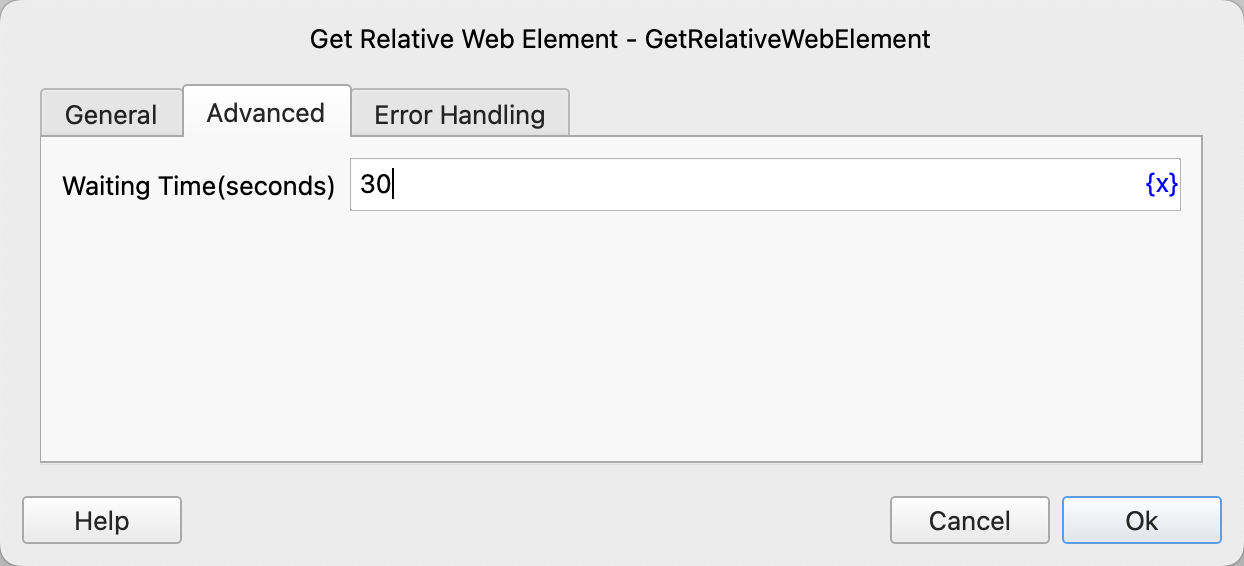 Get Relative Web Element - GetRelativeWebElement
General Advanced Error Handling
Waiting Time(seconds) 30 {x}
Help Cancel Ok